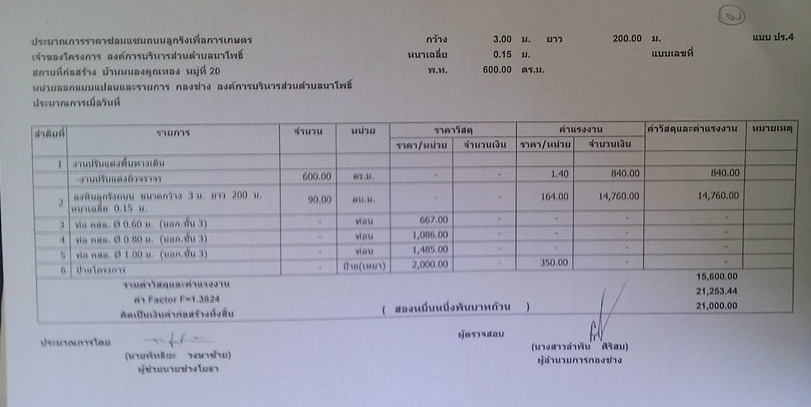 2
ประมาณการราคาซ่อมแซมถนนลูกรังเพื่อการเกษตร กว้าง 3.00 ม. ยาว 200.00 ม. แบบ ปร.4
เจ้าของโครงการ องค์การบริหารส่วนตำบลนาโพธิ์ หนาเฉลี่ย 0.15 ม. แบบเลขที่
สถานที่ก่อสร้าง บ้านหนองคูเทอง หมู่ที่ 20 พ.ท. 600.00 ตร.ม.
หน่วยออกแบบแปลนและรายการ กองช่าง องค์การบริหารส่วนตำบลนาโพธิ์
ประมาณการเมื่อวันที่
ลำดับที่ รายการ จำนวน หน่วย ราคาวัสดุ ค่าแรงงาน ค่าวัสดุและค่าแรงงาน หมายเหตุ
ราคา/หน่วย จำนวนเงิน ราคา/หน่วย จำนวนเงิน
1 งานปรับแต่งพื้นทางเดิม
-งานปรับแต่งผิวจราจร 600.00 ตร.ม. - - 1.40 840.00 840.00
2 ลงหินลูกรังถนน ขนาดกว้าง 3 ม. ยาว 200 ม. หนาเฉลี่ย 0.15 ม. 90.00 ลบ.ม. - - 164.00 14,760.00 14,760.00
3 ท่อ คสล. Ø 0.60 ม. (มอก.ชั้น 3) - ท่อน 667.00 - - - -
4 ท่อ คสล. Ø 0.80 ม. (มอก.ชั้น 3) - ท่อน 1,086.00 - - - -
5 ท่อ คสล. Ø 1.00 ม. (มอก.ชั้น 3) - ท่อน 1,485.00 - - - -
6 ป้ายโครงการ - ป้าย(เหมา) 2,000.00 - 350.00 - -
รวมค่าวัสดุและค่าแรงงาน 15,600.00
ค่า Factor F=1.3624 21,253.44
คิดเป็นเงินค่าก่อสร้างทั้งสิ้น ( สองหมื่นหนึ่งพันบาทถ้วน ) 21,000.00
ประมาณการโดย ผู้ตรวจสอบ
(นางสาวอำพัน ศิริสม)
ผู้ช่วยนายช่างโยธา ผู้อำนวยการกองช่าง